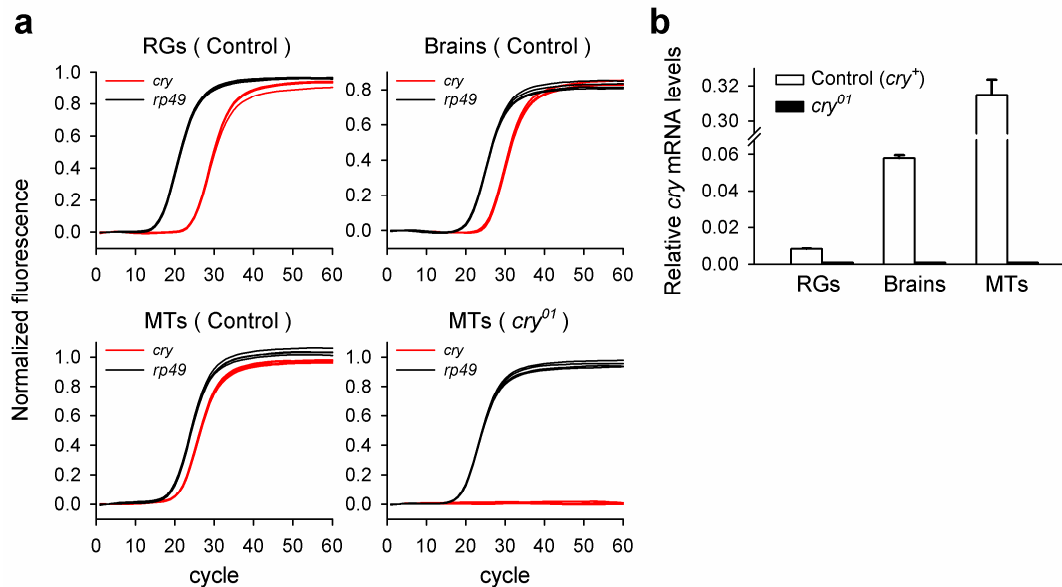 a
RGs ( Control )
Brains ( Control )
cry
rp49
cry
rp49
1.0
0.8
0.6
0.4
0.2
0.0
1.0
0.8
0.6
0.4
0.2
0.0
0 10 20 30 40 50 60
0 10 20 30 40 50 60
Normalized fluorescence
MTs ( Control )
MTs ( cry01 )
cry
rp49
cry
rp49
1.0
0.8
0.6
0.4
0.2
0.0
1.0
0.8
0.6
0.4
0.2
0.0
0 10 20 30 40 50 60
0 10 20 30 40 50 60
cycle
cycle
b
Control (cry+)
cry01
Relative cry mRNA levels
0.32
0.30
0.06
0.04
0.02
0.00
RGs Brains MTs